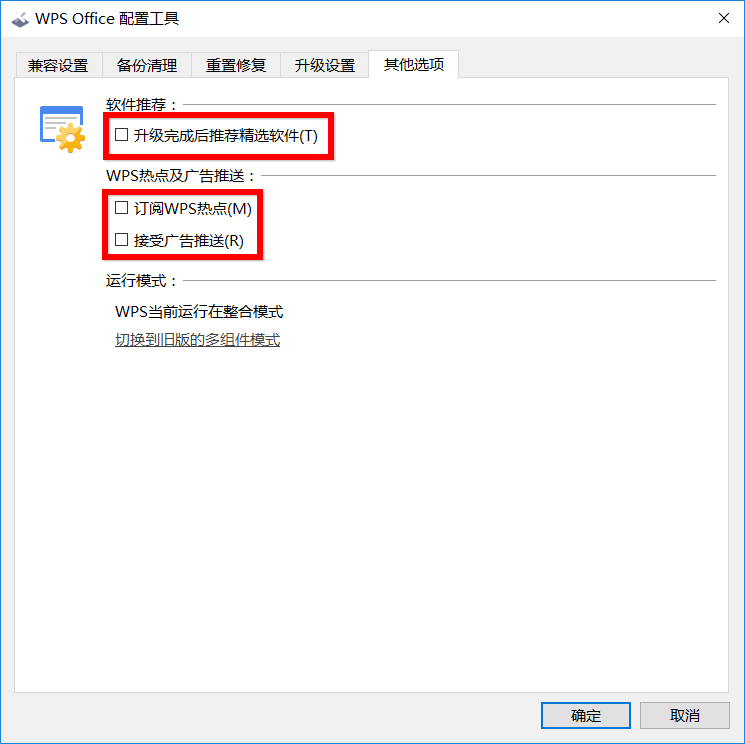 WPS Office 配置工具
兼容设置 备份清理 重置修复 升级设置 其他选项
软件推荐：
升级完成后推荐精选软件(T)
WPS热点及广告推送：
订阅WPS热点(M)
接受广告推送(R)
运行模式：
WPS当前运行在整合模式
切换到旧版的多组件模式
确定 取消